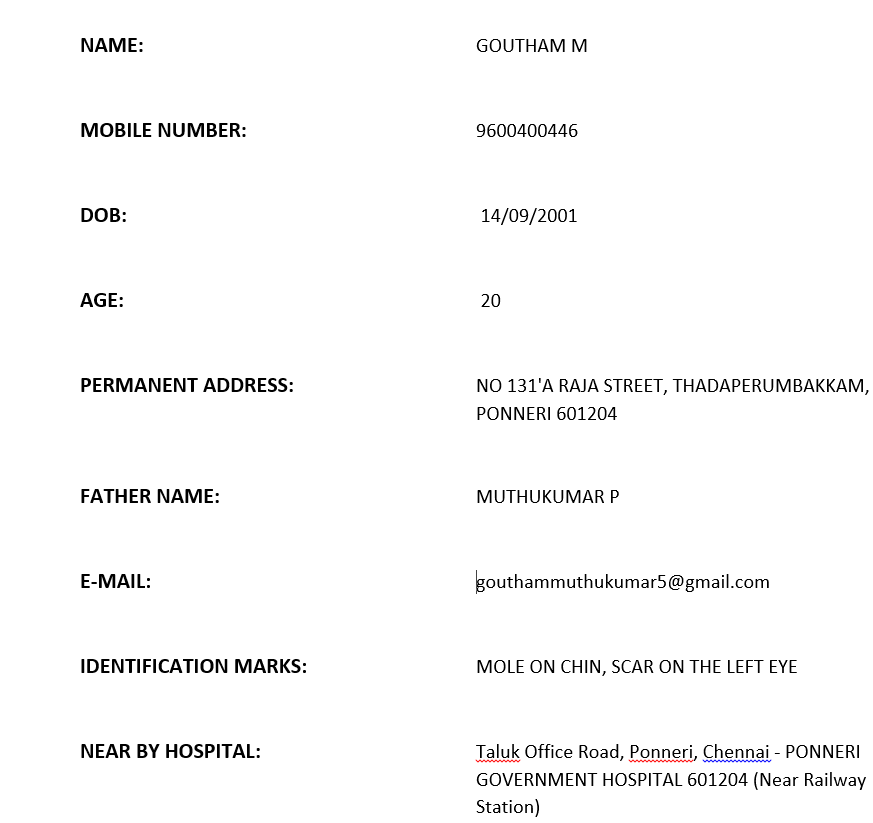 NAME: GOUTHAM M
MOBILE NUMBER: 9600400446
DOB: 14/09/2001
AGE: 20
PERMANENT ADDRESS: NO 131'A RAJA STREET, THADAPERUMBAKKAM,
PONNERI 601204
FATHER NAME: MUTHUKUMAR P
E-MAIL: gouthammuthukumar5@gmail.com
IDENTIFICATION MARKS: MOLE ON CHIN, SCAR ON THE LEFT EYE
NEAR BY HOSPITAL: Taluk Office Road, Ponneri, Chennai - PONNERI
GOVERNMENT HOSPITAL 601204 (Near Railway
Station)